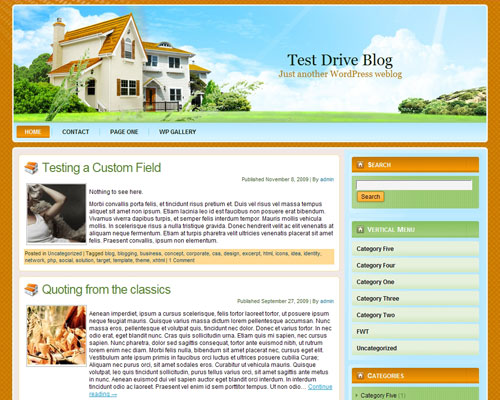 Test Drive Blog
Just another WordPress weblog
HOME CONTACT PAGE ONE WP GALLERY
Testing a Custom Field
Published November 8, 2009 | By admin
Nothing to see here.
Morbi convallis porta felis, et tincidunt risus pretium et. Duis vel risus vel massa tempus
aliquet sit amet non ipsum. Etiam lacinia leo id est faucibus non posuere erat bibendum.
Vivamus viverra dapibus turpis, et semper felis interdum tempor. Mauris mollis vehicula
mollis. In scelerisque risus a nulla tristique gravida. Donec hendrerit velit ac elit venenatis at
aliquam neque fermentum. Etiam at turpis pharetra velit ultricies venenatis placerat sit amet
felis. Praesent convallis, ipsum non elementum.
Posted in Uncategorized | Tagged blog, blogging, business, concept, corporate, css, design, excerpt, html, icons, idea, identity,
network, php, social, solution, target, template, theme, xhtml | 1 Comment
Quoting from the classics
Published September 27, 2009 | By admin
Aenean imperdiet, ipsum a cursus scelerisque, felis tortor laoreet tortor, ut posuere ipsum
neque feugiat mauris. Quisque varius massa dictum lorem pellentesque accumsan. Nunc
massa eros, pellentesque et volutpat quis, tincidunt nec dolor. Donec et varius tortor. In nec
odio erat, eget blandit nunc. Cras quis sollicitudin urna. Etiam quis mi sapien, nec cursus
sapien. Nunc pharetra, dolor sed sagittis consequat, tortor ante euismod nibh, ut rutrum
lorem enim nec diam. Morbi felis nulla, bibendum sit amet placerat nec, cursus eget elit.
Vestibulum ante ipsum primis in faucibus orci luctus et ultrices posuere cubilia Curae;
Aliquam nec purus orci, sit amet sodales eros. Curabitur ut vehicula mauris. Quisque
volutpat, leo quis tincidunt sollicitudin, purus tellus varius orci, sit amet sagittis ante metus
in nunc. Aenean euismod dui vel sapien auctor eget blandit orci interdum. In interdum
tincidunt odio ac laoreet. Praesent vel enim id sem porttitor tempus. Ut non odio... Continue
reading →
SEARCH
Search
VERTICAL MENU
Category Five
Category Four
Category One
Category Three
Category Two
FWT
Uncategorized
CATEGORIES
Category Five (1)